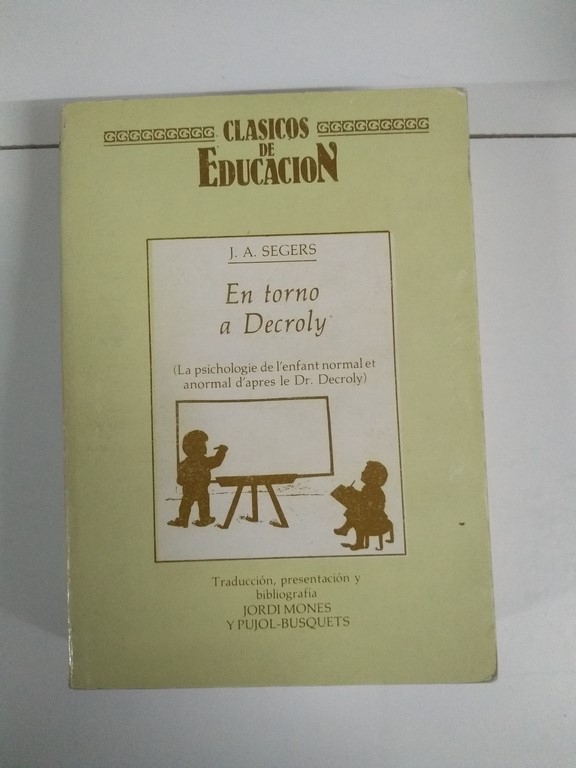 CLASICOS
DE
EDUCACION
J. A. SEGERS
En torno
a Decroly
(La psichologie de l'enfant normal et
anormal d'apres le Dr. Decroly)
Traducción, presentación y
bibliografía
JORDI MONES
Y PUJOL-BUSQUETS